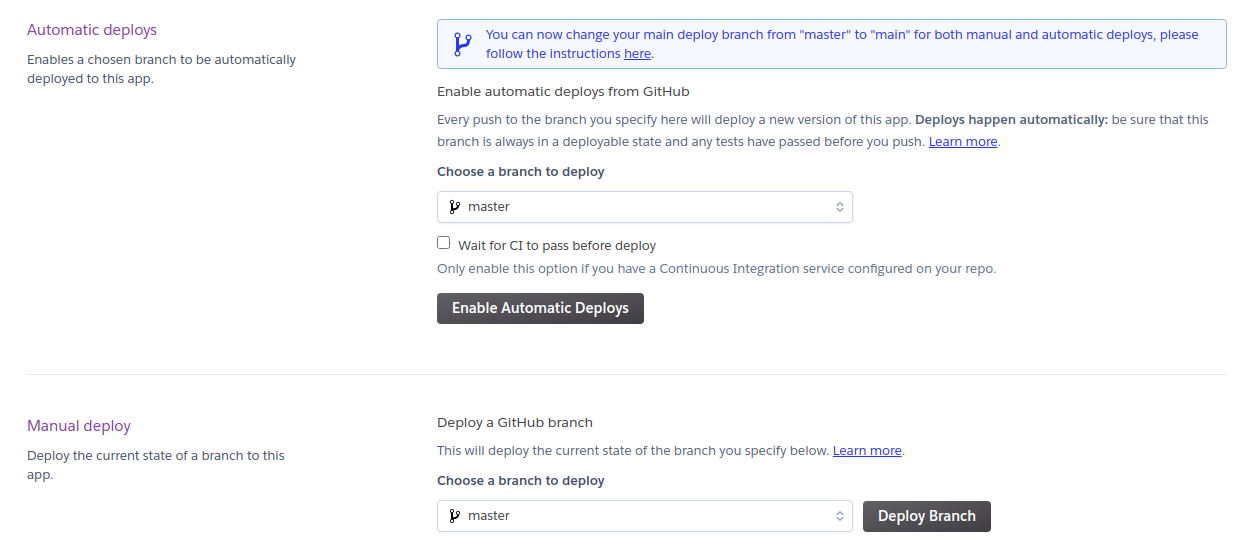 Automatic deploys
Enables a chosen branch to be automatically
deployed to this app.
You can now change your main deploy branch from "master" to "main" for both manual and automatic deploys, please
follow the instructions here.
Enable automatic deploys from GitHub
Every push to the branch you specify here will deploy a new version of this app. Deploys happen automatically: be sure that this
branch is always in a deployable state and any tests have passed before you push. Learn more.
Choose a branch to deploy
master
Wait for CI to pass before deploy
Only enable this option if you have a Continuous Integration service configured on your repo.
Enable Automatic Deploys
Manual deploy
Deploy the current state of a branch to this
app.
Deploy a GitHub branch
This will deploy the current state of the branch you specify below. Learn more.
Choose a branch to deploy
master
Deploy Branch